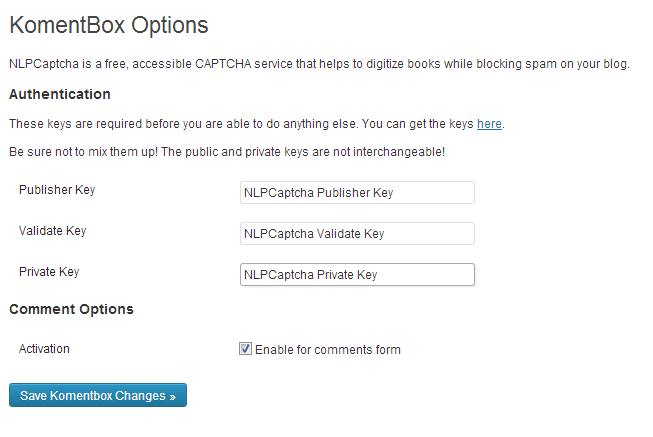 KomentBox Options
NLPCaptcha is a free, accessible CAPTCHA service that helps to digitize books while blocking spam on your blog.
Authentication
These keys are required before you are able to do anything else. You can get the keys here.
Be sure not to mix them up! The public and private keys are not interchangeable!
Publisher Key NLPCaptcha Publisher Key
Validate Key NLPCaptcha Validate Key
Private Key NLPCaptcha Private Key
Comment Options
Activation Enable for comments form
Save Komentbox Changes »